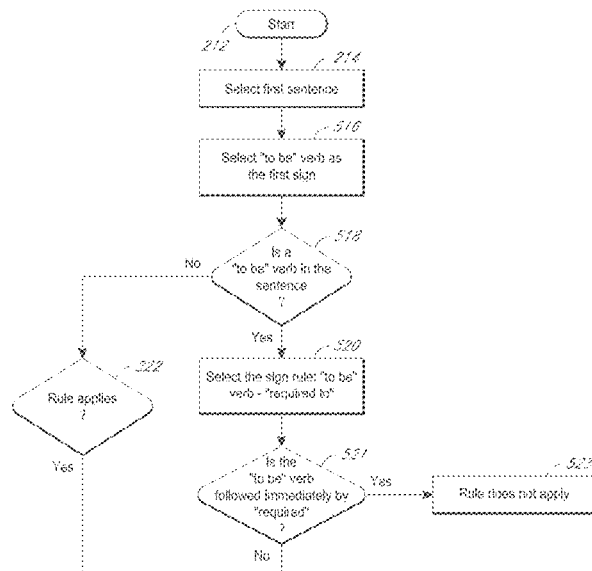 Start
212
214
Select first sentence
516
Select "to be" verb as
the first sign
518
Is a
"to be" verb in the
sentence
?
No
Yes
520
Select the sign rule: "to be"
verb - "required to"
522
Rule applies
?
Yes
521
Is the
"to be" verb
followed immediately by
"required"
?
Yes
No
523
Rule does not apply